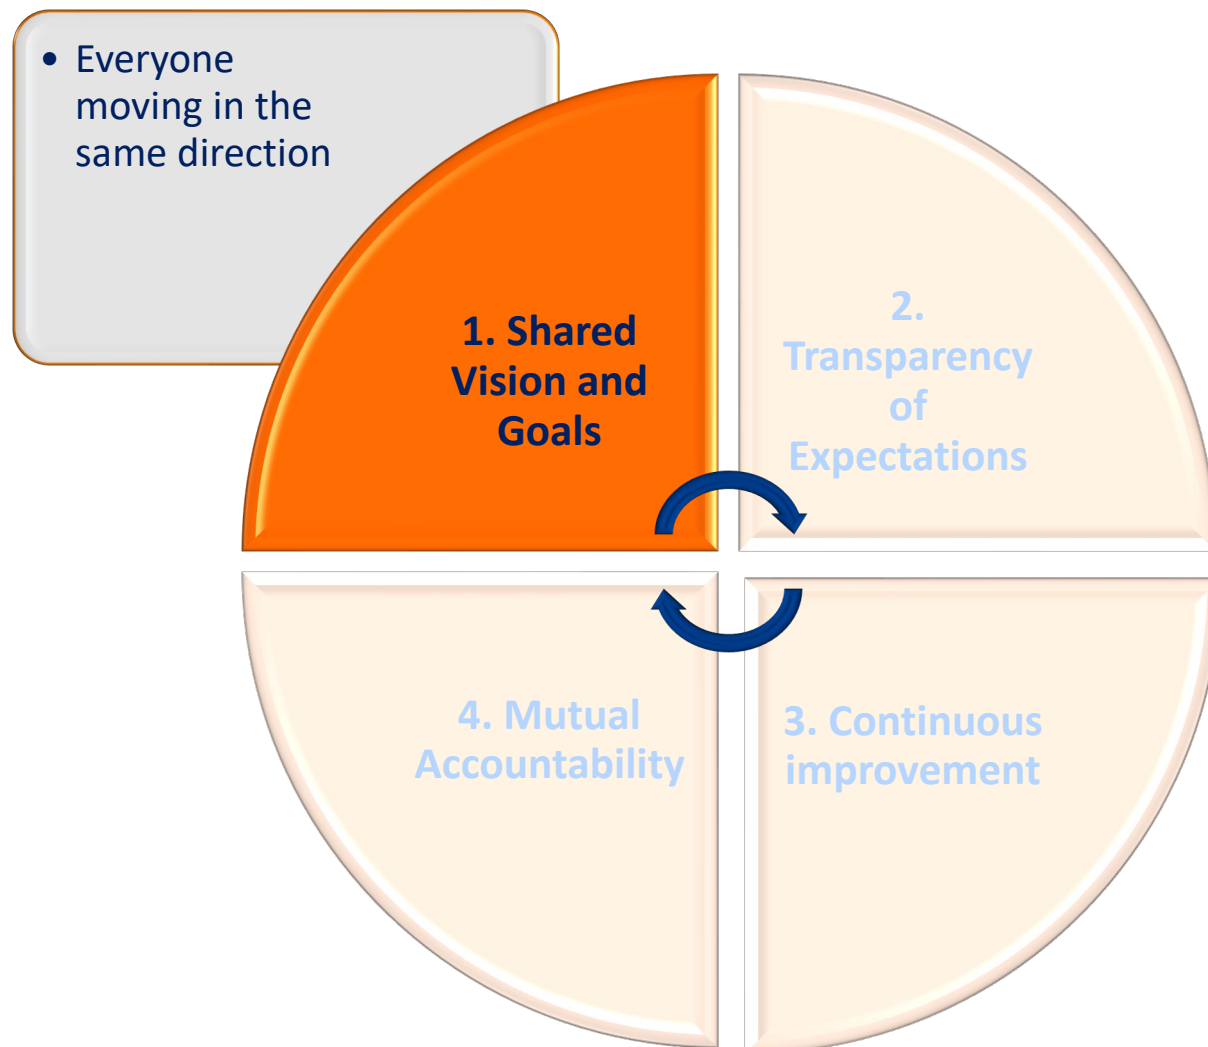 • Everyone
moving in the
same direction
1. Shared
Vision and
Goals
2.
Transparency
of
Expectations
4. Mutual
Accountability
3. Continuous
improvement